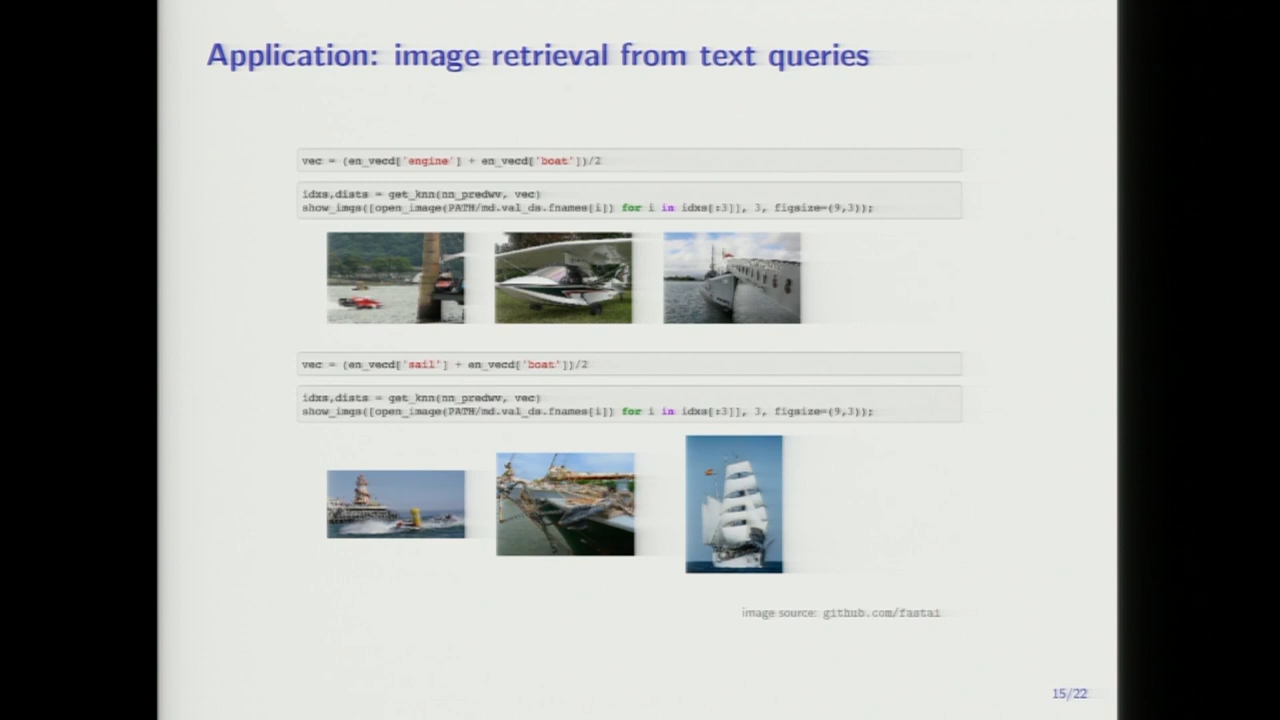 Application: image retrieval from text queries
vec = (en_vecd['engine'] + en_vecd['boat'])/2
idxs,dists = get_knn(nn_predwv, vec)
show_imgs([open_image(PATH/md.val_ds.fnames[i]) for i in idxs[:3]], 3, figsize=(9,3));
vec = (en_vecd['sail'] + en_vecd['boat'])/2
idxs,dists = get_knn(nn_predwv, vec)
show_imgs([open_image(PATH/md.val_ds.fnames[i]) for i in idxs[:3]], 3, figsize=(9,3));
image source: github.com/fastai
15/22